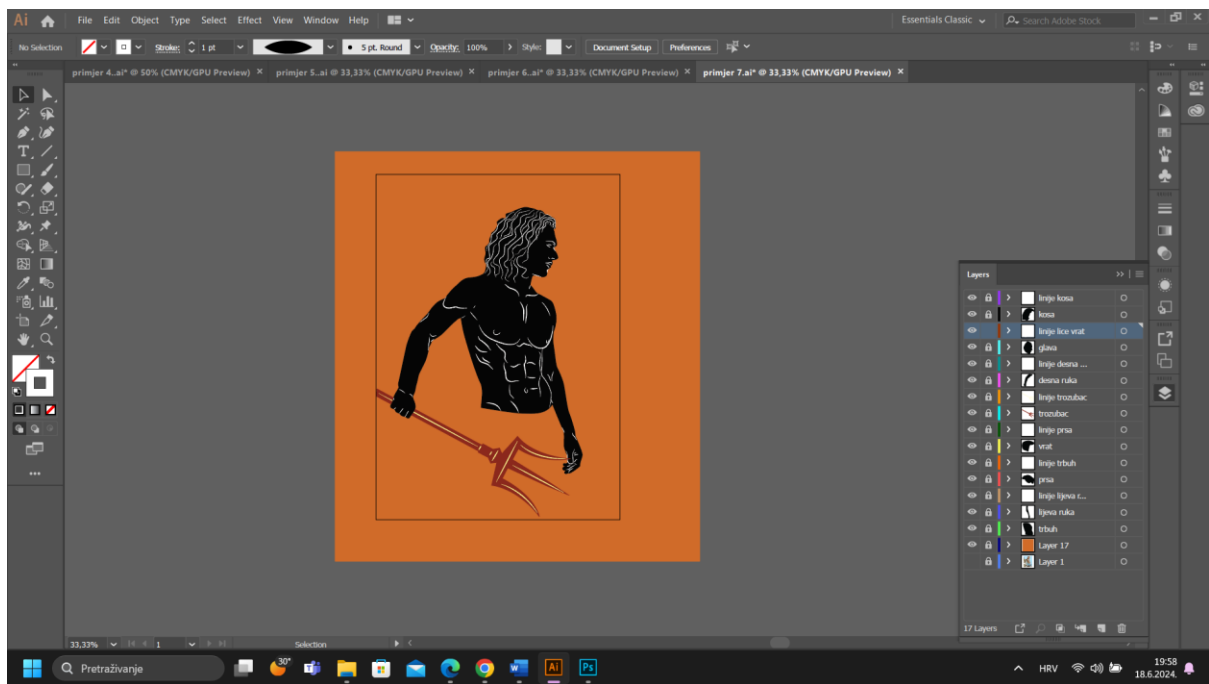 Ai File Edit Object Type Select Effect View Window Help Essentials Classic Search Adobe Stock
No Selection Stroke: 1 pt 5 pt. Round Opacity: 100% Style: Document Setup Preferences
primjer 4..ai* @ 50% (CMYK/GPU Preview) × primjer 5..ai @ 33,33% (CMYK/GPU Preview) × primjer 6..ai* @ 33,33% (CMYK/GPU Preview) × primjer 7.ai* @ 33,33% (CMYK/GPU Preview) ×
Layers
linije kosa
kosa
linije lice vrat
glava
linije desna ...
desna ruka
linije trozubac
trozubac
linije prsa
vrat
linije trbuh
prsa
linije lijeva r...
lijeva ruka
trbuh
Layer 17
Layer 1
17 Layers
33,33% 1 Selection
Pretraživanje 30° W Ai Ps HRV 19:58
18.6.2024.